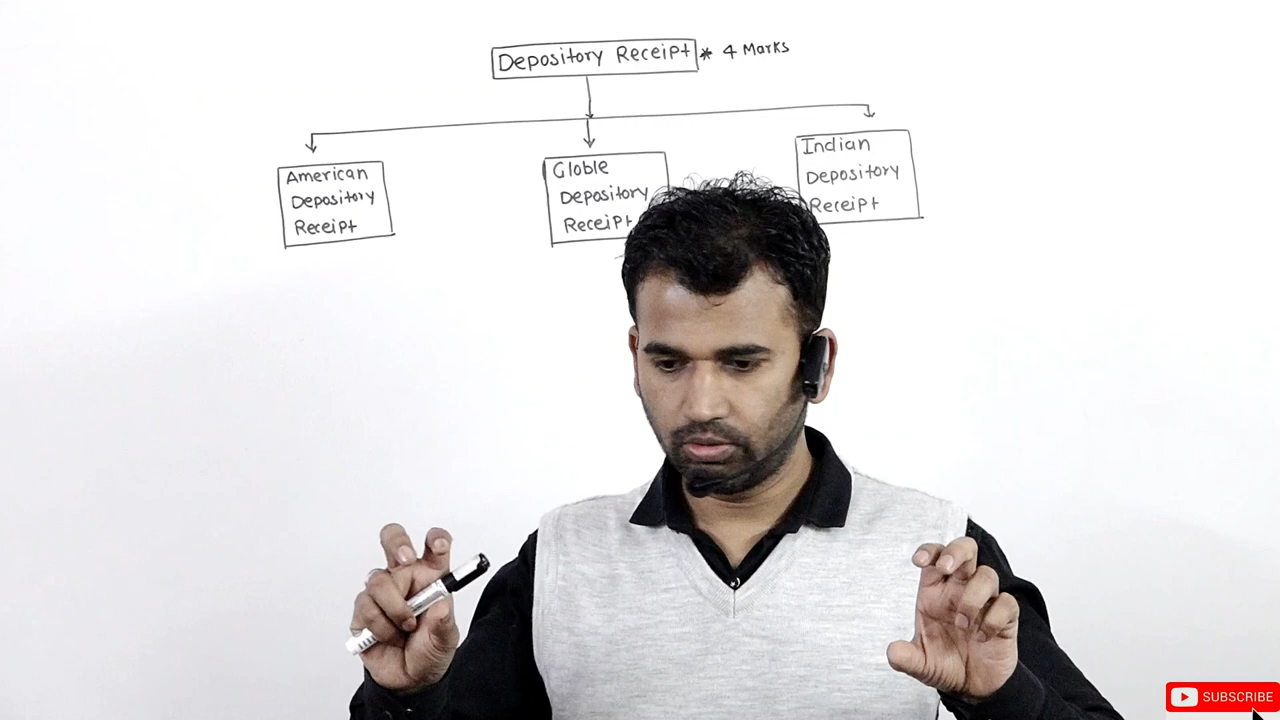 Depository Receipt * 4 Marks
American
Depository
Receipt
Globle
Depository
Receipt
Indian
Depository
Receipt
SUBSCRIBE